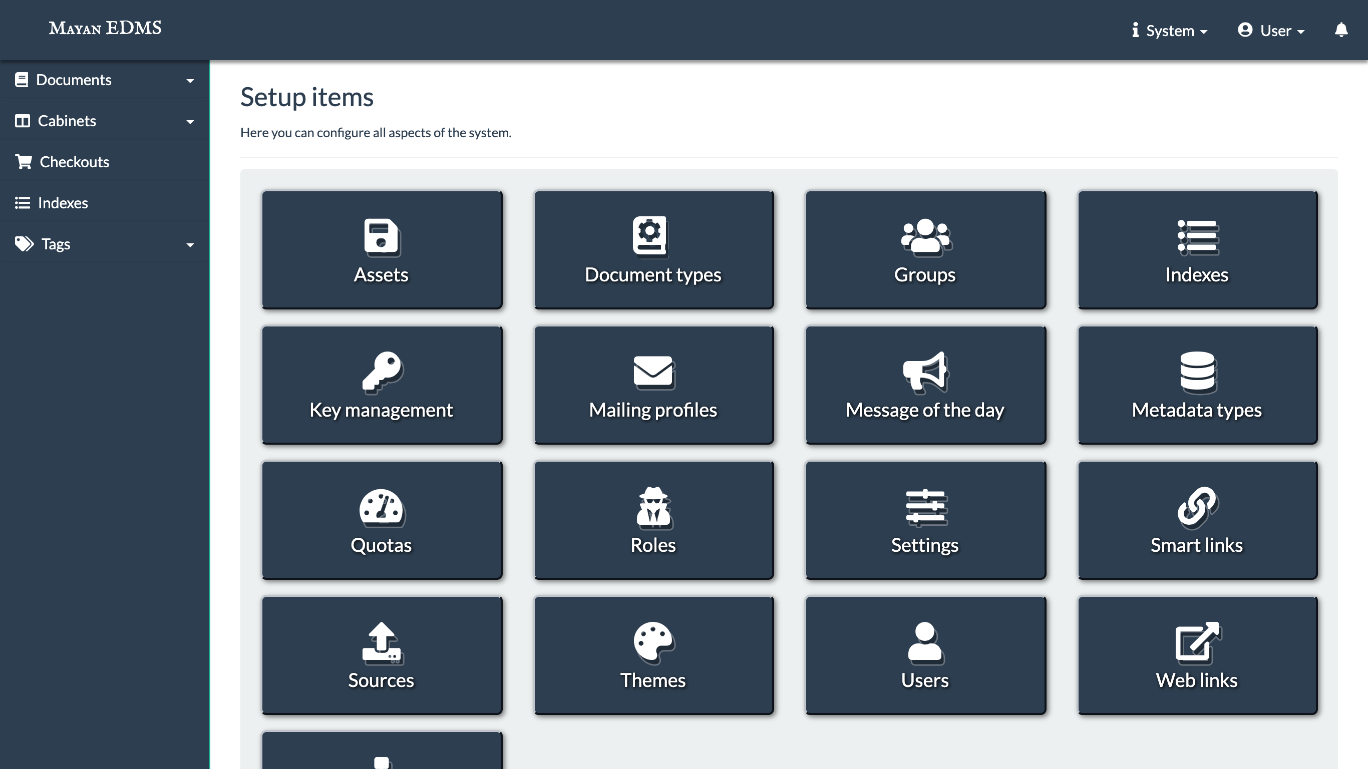 Mayan EDMS
System
User
Documents
Cabinets
Checkouts
Indexes
Tags
Setup items
Here you can configure all aspects of the system.
Assets
Document types
Groups
Indexes
Key management
Mailing profiles
Message of the day
Metadata types
Quotas
Roles
Settings
Smart links
Sources
Themes
Users
Web links